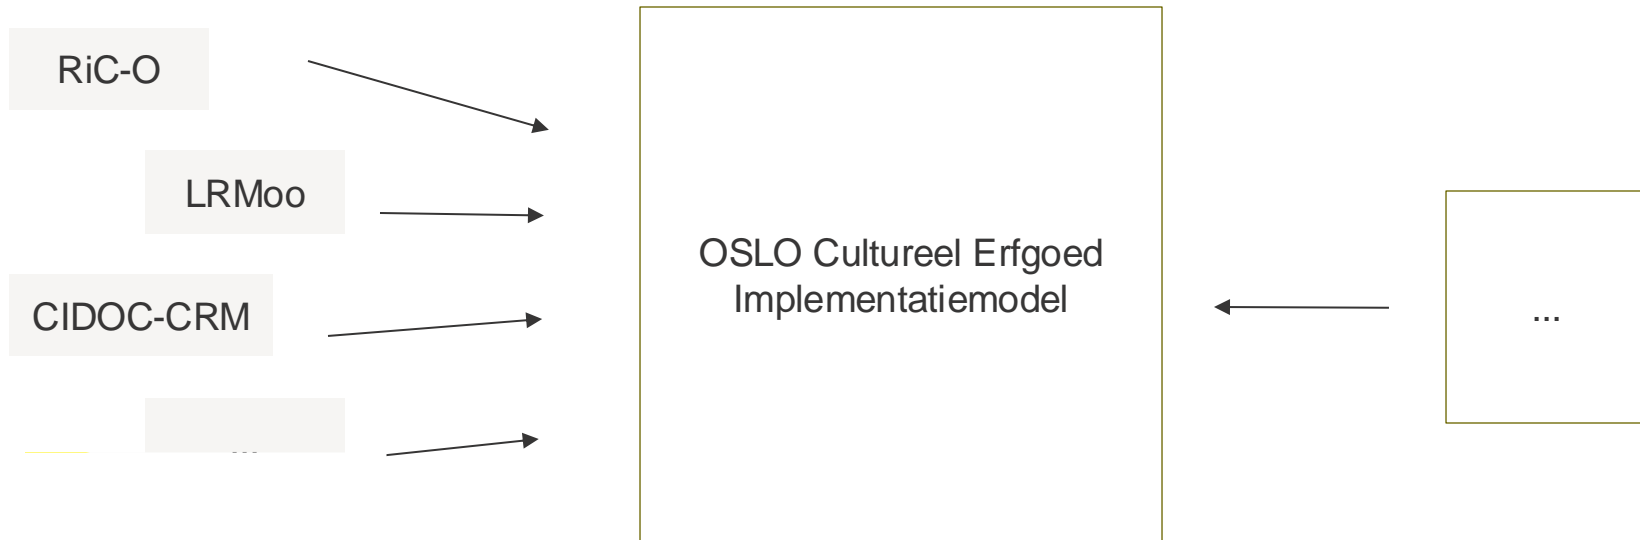 RiC-O
LRMoo
CIDOC-CRM
OSLO Cultureel Erfgoed
Implementatiemodel
...
...